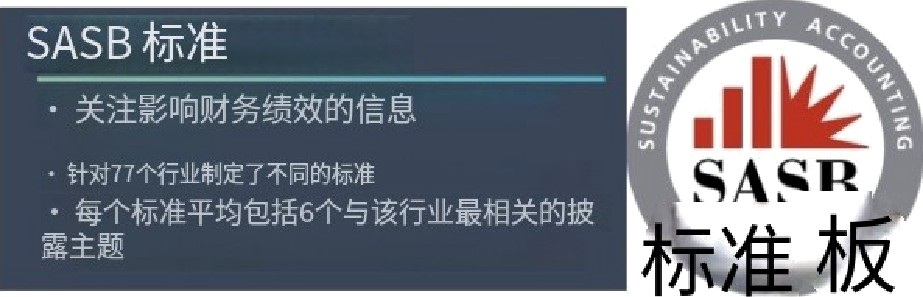 SASB 标准
• 关注影响财务绩效的信息
• 针对77个行业制定了不同的标准
• 每个标准平均包括6个与该行业最相关的披
露主题
SUSTAINABILITY ACCOUNTING
SASB
标准 板